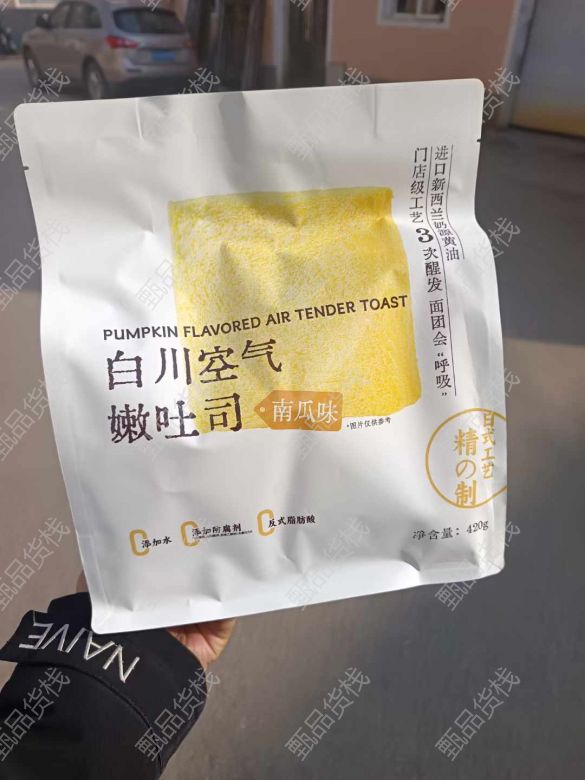 进口新西兰奶源黄油
门店级工艺3次醒发 面团会“呼吸”
PUMPKIN FLAVORED AIR TENDER TOAST
白川空气
嫩吐司
南瓜味
·图片仅供参考
日式工艺
精の制
0添加水
0添加防腐剂
0反式脂肪酸
净含量：420g
NAIVE
甄品货栈